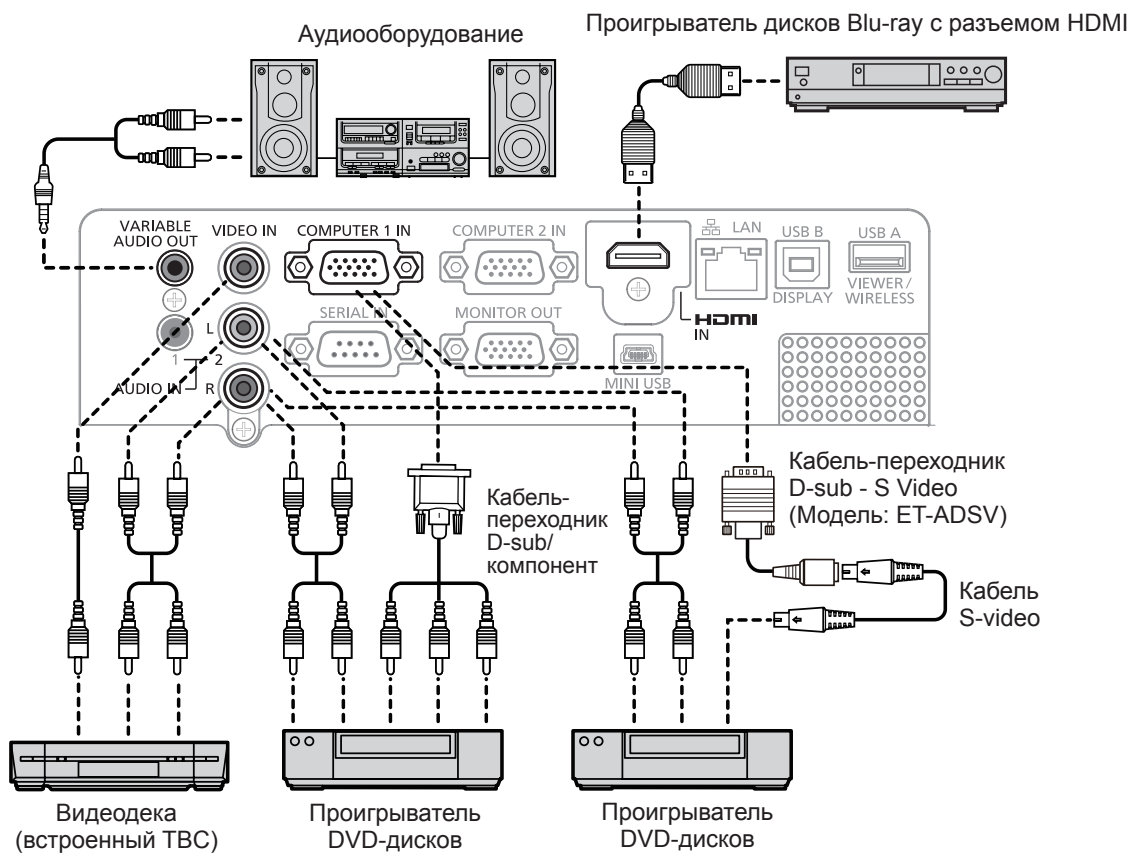 Аудиооборудование
Проигрыватель дисков Blu-ray с разъемом HDMI
VARIABLE
AUDIO OUT
VIDEO IN
COMPUTER 1 IN
COMPUTER 2 IN
LAN
USB B
USB A
DISPLAY
VIEWER /
WIRELESS
HDMI
IN
SERIAL IN
MONITOR OUT
MINI USB
L
1
2
AUDIO IN
R
Кабель-
переходник
D-sub/
компонент
Кабель-переходник
D-sub - S Video
(Модель: ET-ADSV)
Кабель
S-video
Видеодека
(встроенный TBC)
Проигрыватель
DVD-дисков
Проигрыватель
DVD-дисков